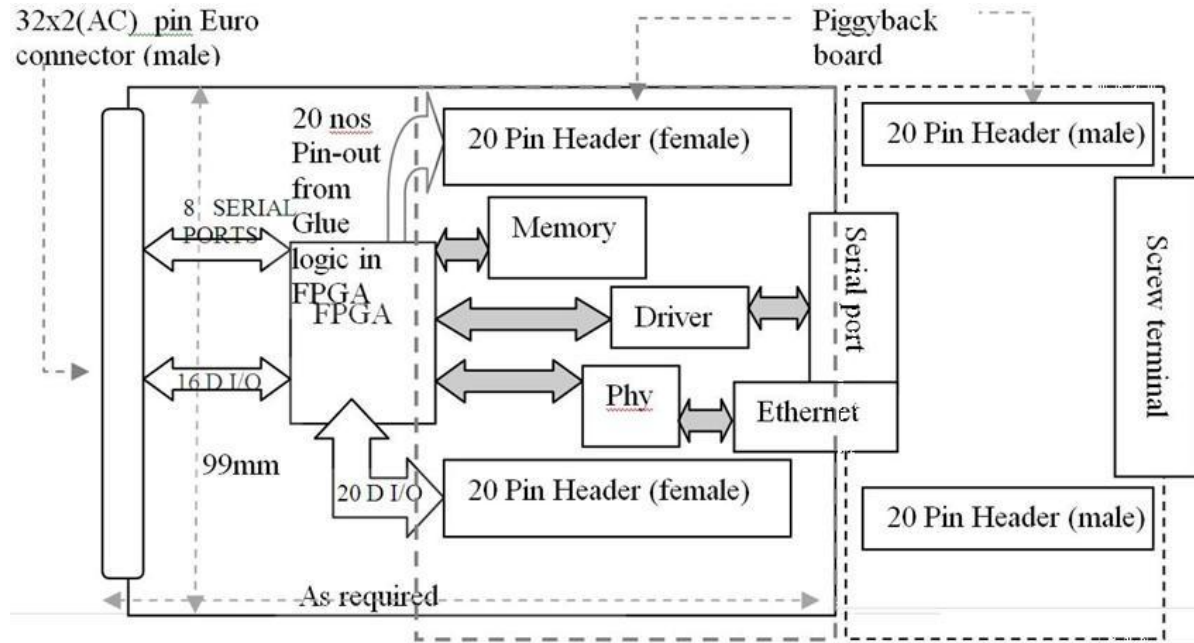 32x2(AC) pin Euro
connector (male)
Piggyback
board
20 nos
Pin-out
from
Glue
logic in
FPGA
20 Pin Header (female)
20 Pin Header (male)
8 SERIAL
PORTS
Memory
FPGA
Driver
Serial port
Screw terminal
16 D I/O
Phy
Ethernet
99mm
20 D I/O
20 Pin Header (female)
20 Pin Header (male)
As required